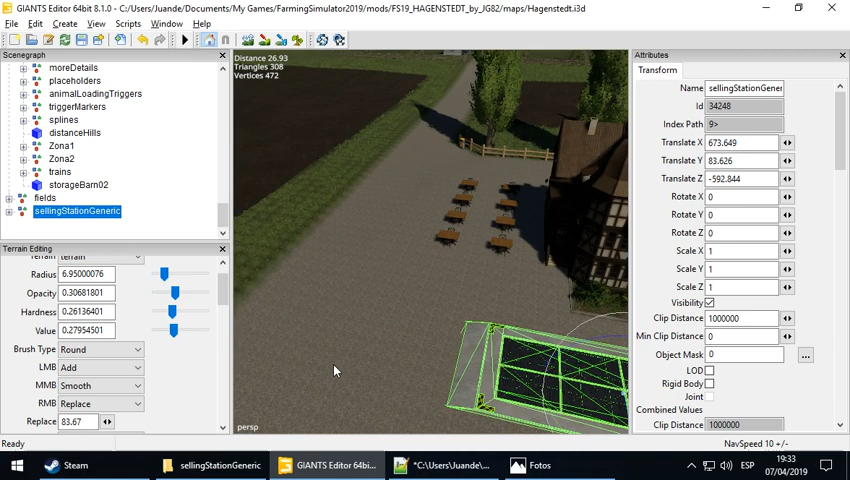 GIANTS Editor 64bit 8.1.0 - C:/Users/Juande/Documents/My Games/FarmingSimulator2019/mods/FS19_HAGENSTEDT_by_JG82/maps/Hagenstedt.i3d
File Edit Create View Scripts Window Help
Scenegraph
moreDetails
placeholders
animalLoadingTriggers
triggerMarkers
splines
distanceHills
Zona1
Zona2
trains
storageBarn02
fields
sellingStationGeneric
Terrain Editing
Terrain terrain
Radius 6.95000076
Opacity 0.30681801
Hardness 0.26136401
Value 0.27954501
Brush Type Round
LMB Add
MMB Smooth
RMB Replace
Replace 83.67
Distance 26.93
Triangles 308
Vertices 472
persp
Attributes
Transform
Name sellingStationGener
Id 34248
Index Path 9>
Translate X 673.649
Translate Y 83.626
Translate Z -592.844
Rotate X 0
Rotate Y 0
Rotate Z 0
Scale X 1
Scale Y 1
Scale Z 1
Visibility
Clip Distance 1000000
Min Clip Distance 0
Object Mask 0 ...
LOD
Rigid Body
Joint
Combined Values
Clip Distance 1000000
Ready
NavSpeed 10 +/-
Steam
sellingStationGeneric
GIANTS Editor 64bi...
*C:\Users\Juande\...
Fotos
ESP
19:33
07/04/2019